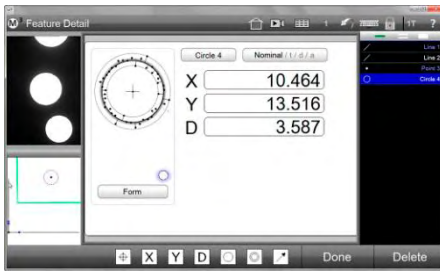 M Feature Detail
1
1T ?
Circle 4
Nominal / t / d / a
X 10.464
Y 13.516
D 3.587
Form
Line 1
Line 2
Point 3
Circle 4
X Y D
Done
Delete